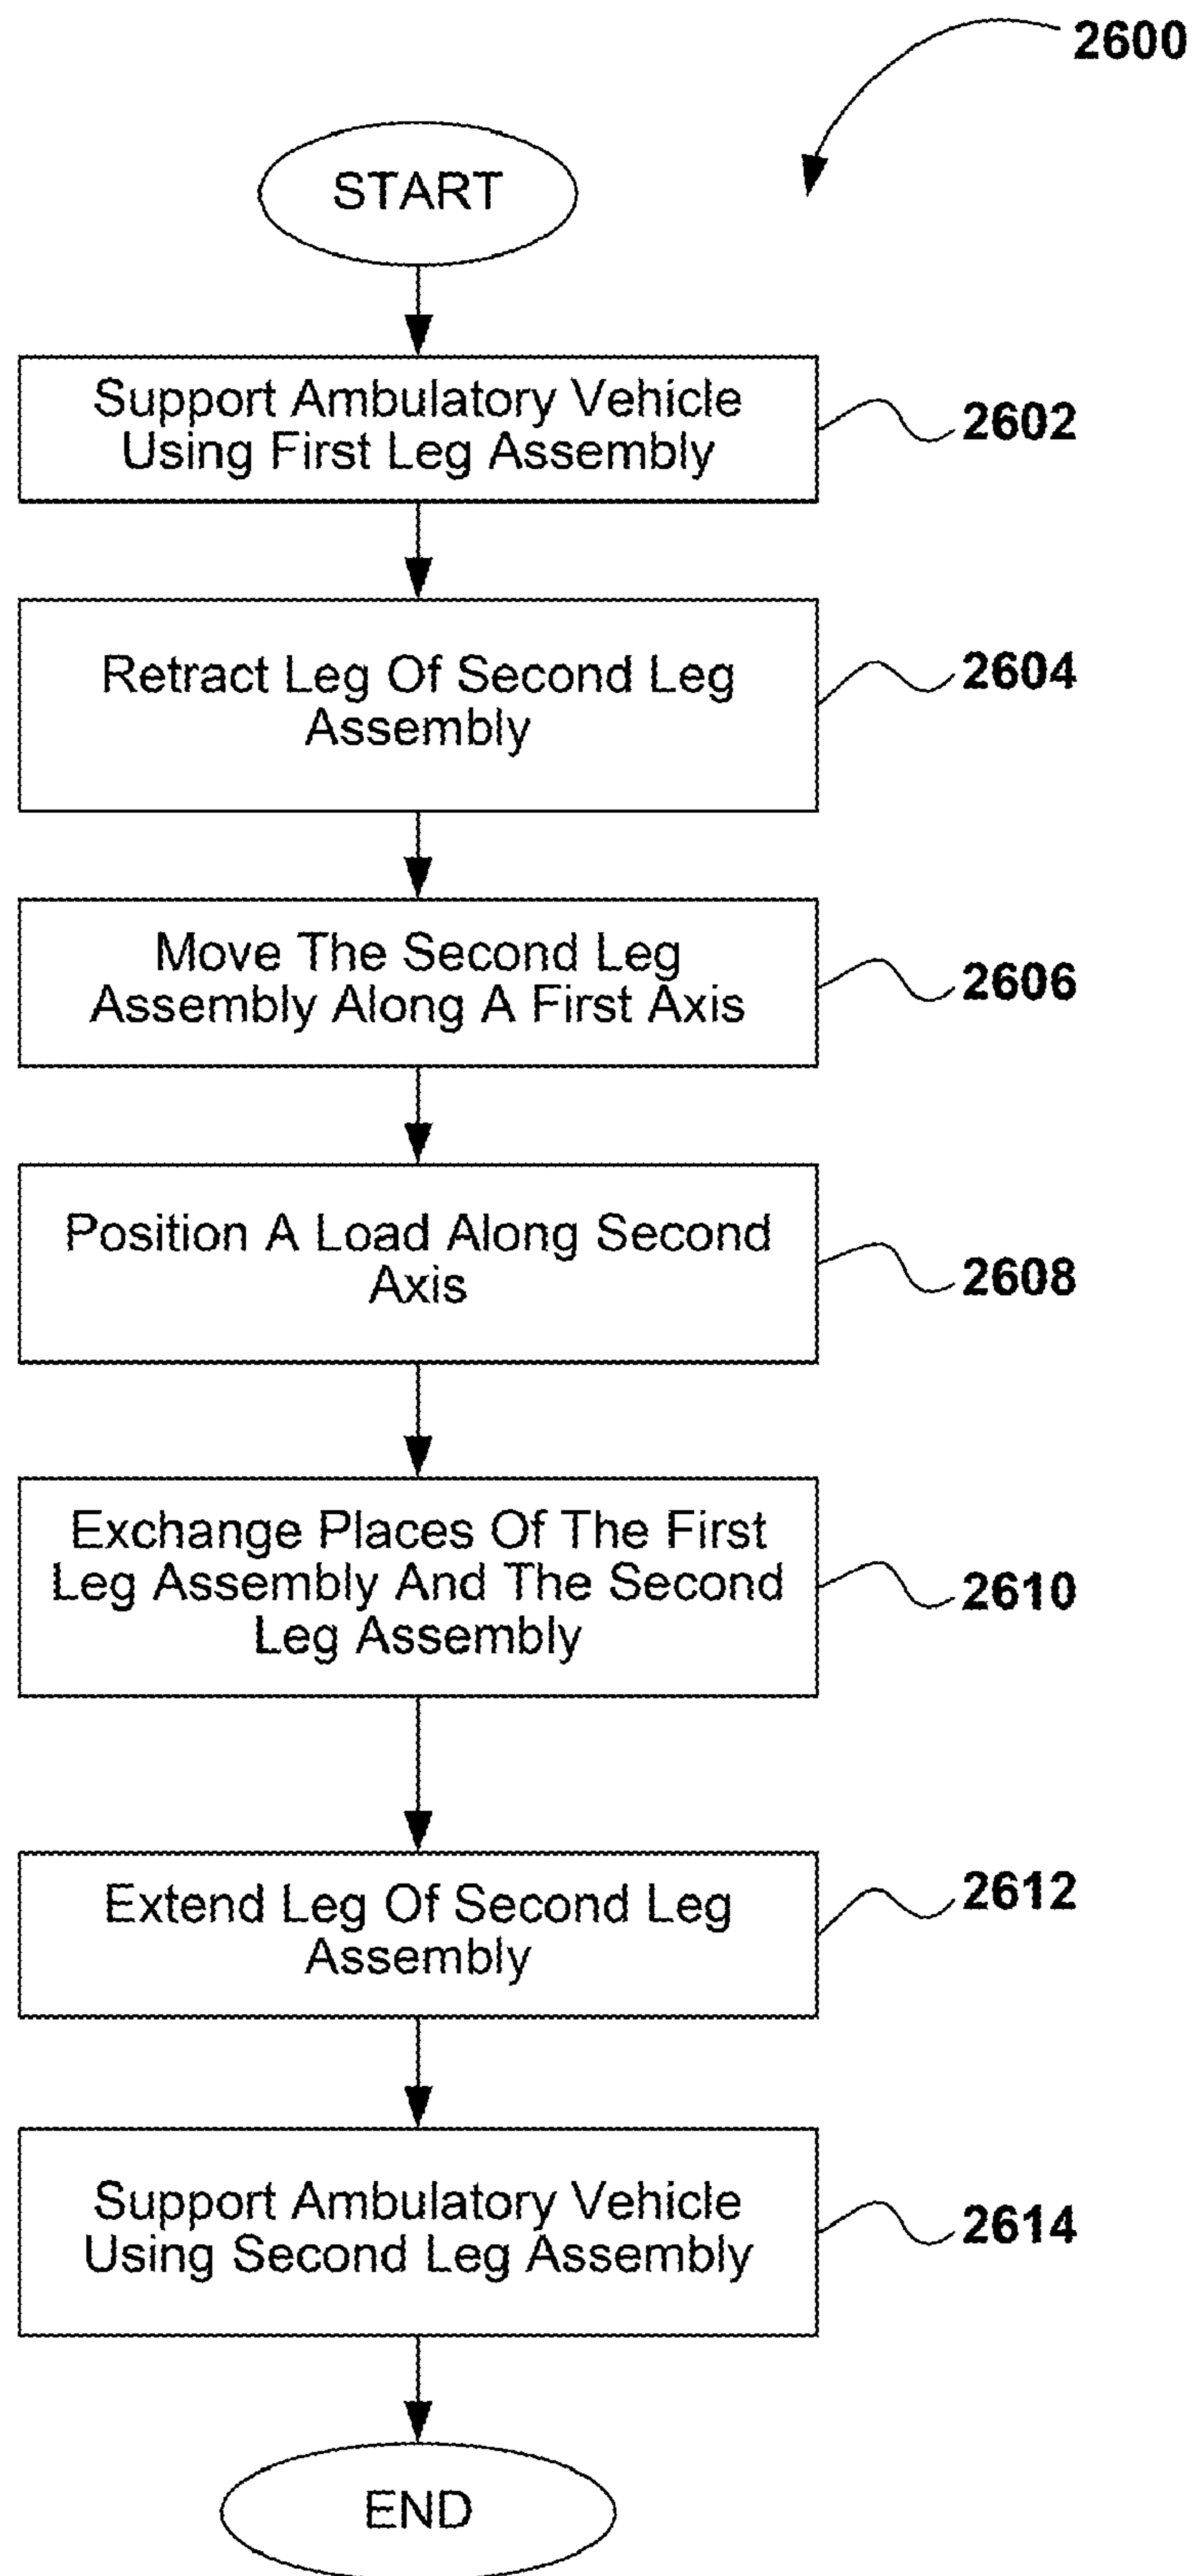 2600
START
Support Ambulatory Vehicle
Using First Leg Assembly
2602
Retract Leg Of Second Leg
Assembly
2604
Move The Second Leg
Assembly Along A First Axis
2606
Position A Load Along Second
Axis
2608
Exchange Places Of The First
Leg Assembly And The Second
Leg Assembly
2610
Extend Leg Of Second Leg
Assembly
2612
Support Ambulatory Vehicle
Using Second Leg Assembly
2614
END